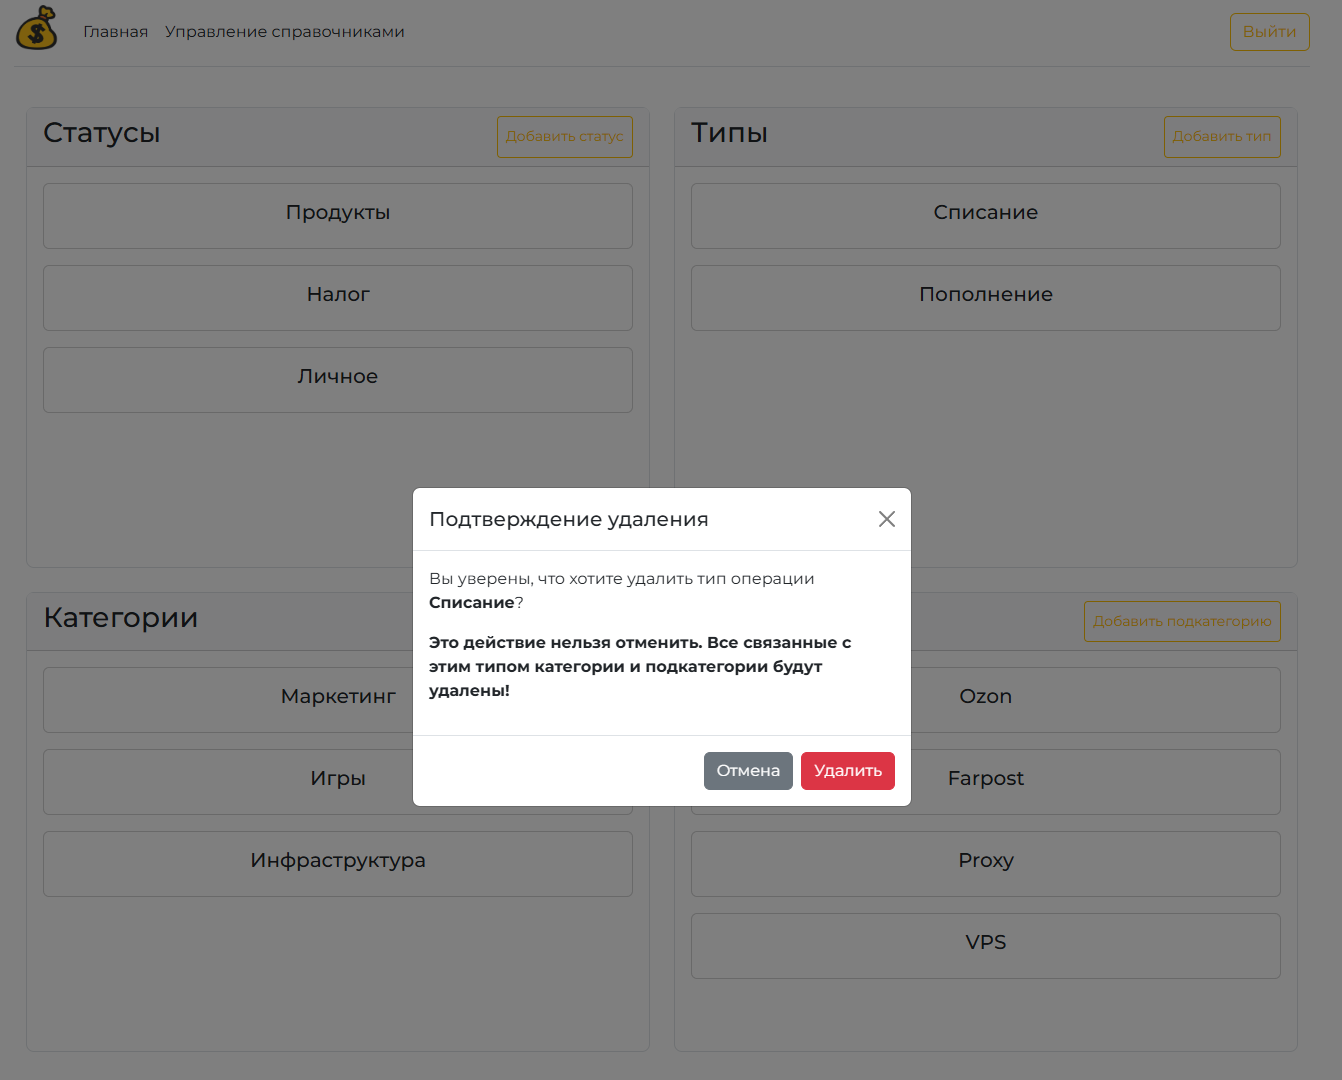 Главная Управление справочниками Выйти
Статусы Добавить статус
Продукты
Налог
Личное
Типы Добавить тип
Списание
Пополнение
Подтверждение удаления
Вы уверены, что хотите удалить тип операции
Списание?
Это действие нельзя отменить. Все связанные с
этим типом категории и подкатегории будут
удалены!
Отмена Удалить
Категории
Маркетинг
Игры
Инфраструктура
Добавить подкатегорию
Ozon
Farpost
Proxy
VPS